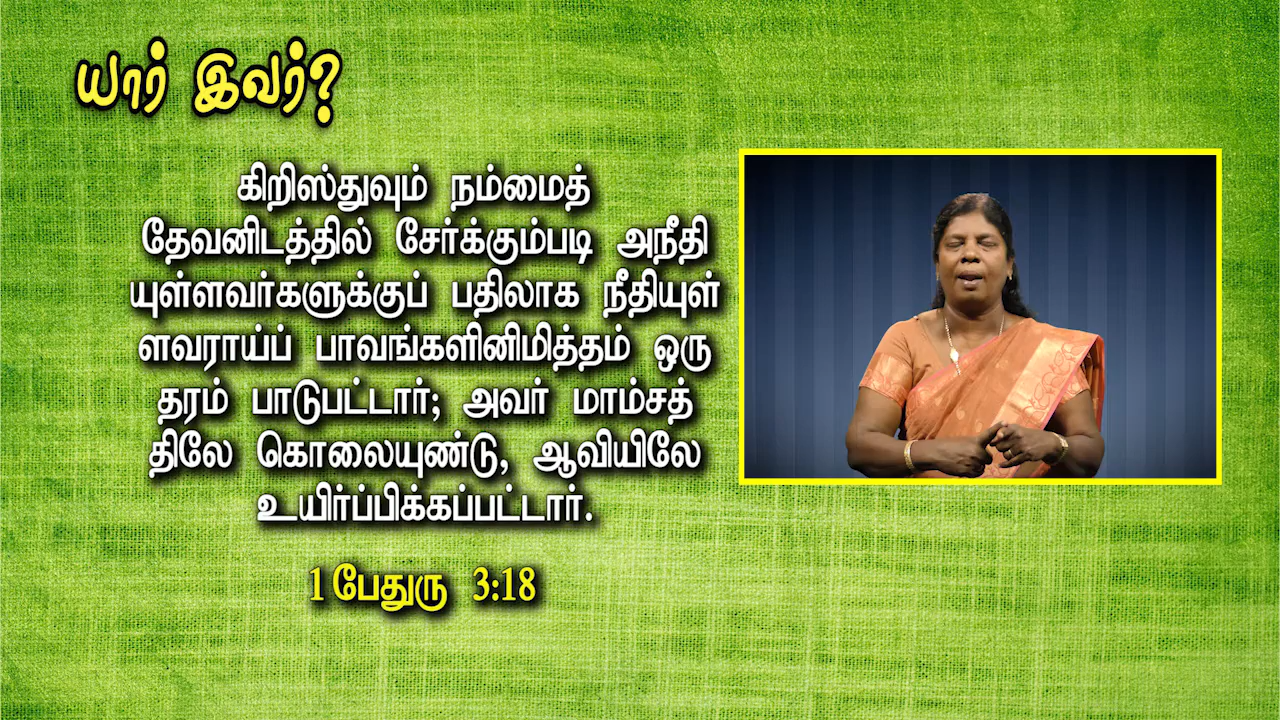 யார் இவர்?
கிறிஸ்துவும் நம்மைத்
தேவனிடத்தில் சேர்க்கும்படி அநீதி
யுள்ளவர்களுக்குப் பதிலாக நீதியுள்
ளவராய்ப் பாவங்களினிமித்தம் ஒரு
தரம் பாடுபட்டார்; அவர் மாம்சத்
திலே கொலையுண்டு, ஆவியிலே
உயிர்ப்பிக்கப்பட்டார்.
1 பேதுரு 3:18